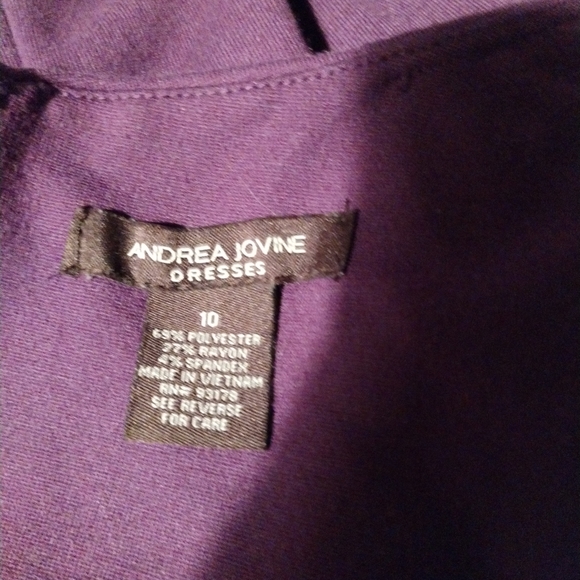 ANDREA JOVINE
DRESSES
10
69% POLYESTER
27% RAYON
4% SPANDEX
MADE IN VIETNAM
RN# 93178
SEE REVERSE
FOR CARE